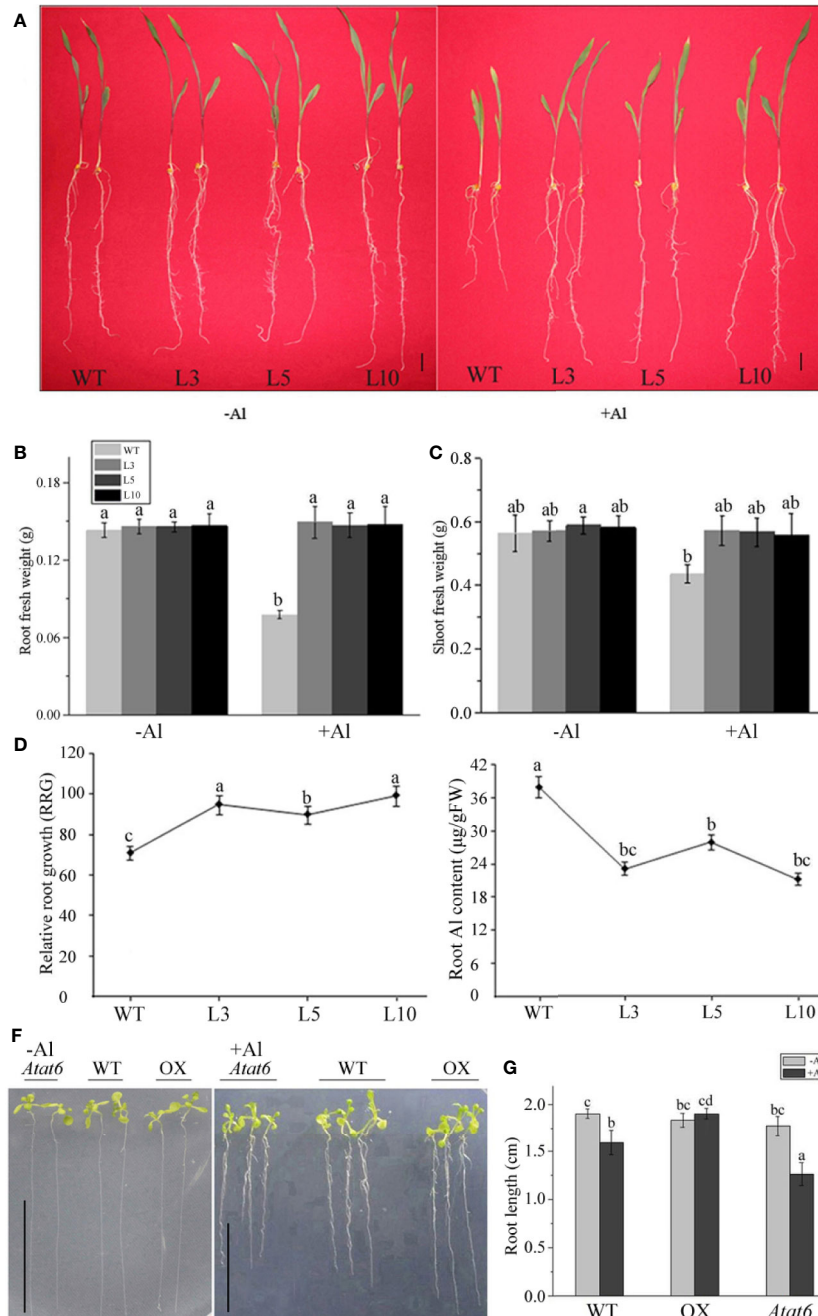 A
WT L3 L5 L10 WT L3 L5 L10
-Al +Al
B
WT
L3
L5
L10
Root fresh weight (g)
0.18
0.12
0.06
0.00
a a a a b a a a
-Al +Al
C
Shoot fresh weight (g)
0.8
0.6
0.4
0.2
0.0
ab ab a ab b ab ab ab
-Al +Al
D
Relative root growth (RRG)
120
100
80
60
40
20
0
c a b a
WT L3 L5 L10
Root Al content (µg/gFW)
42
36
30
24
18
12
6
0
a bc b bc
WT L3 L5 L10
F
-Al +Al
Atat6 WT OX Atat6 WT OX
G
-A
+A
Root length (cm)
2.0
1.5
1.0
0.5
0
c b bc cd bc a
WT OX Atat6